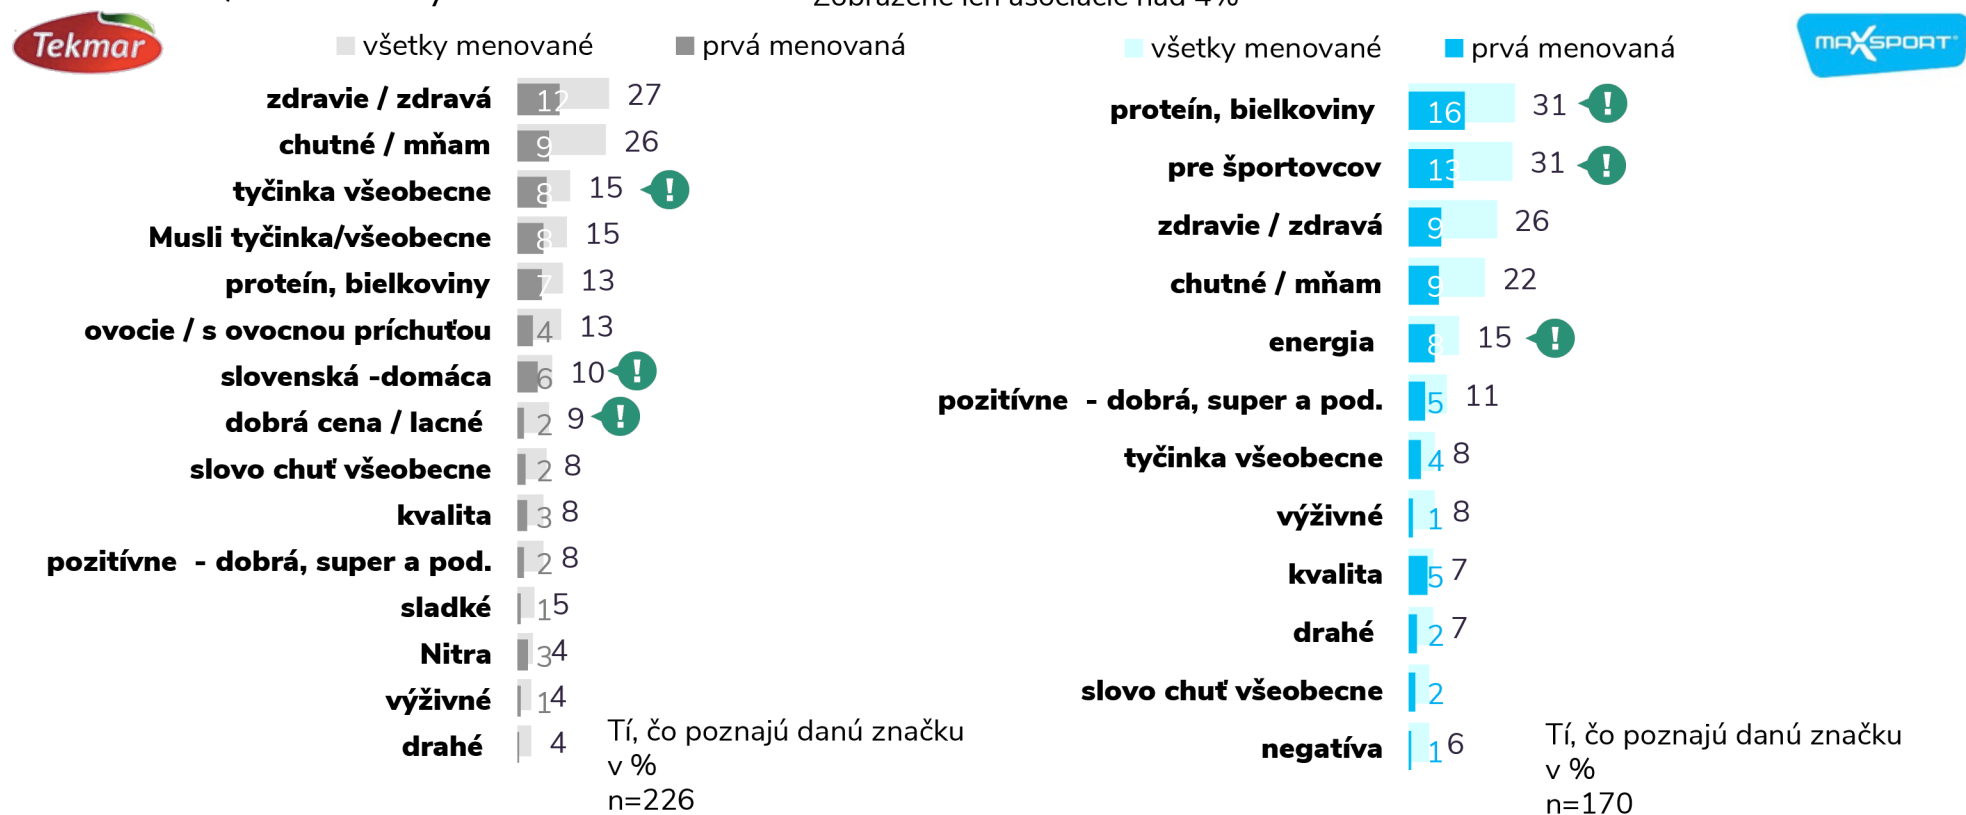 Zobrazené len asociácie nad 4%
Tekmar
všetky menované
prvá menovaná
zdravie / zdravá 12 27
chutné / mňam 9 26
tyčinka všeobecne 8 15 !
Musli tyčinka/všeobecne 8 15
proteín, bielkoviny 7 13
ovocie / s ovocnou príchuťou 4 13
slovenská -domáca 6 10 !
dobrá cena / lacné 2 9 !
slovo chuť všeobecne 2 8
kvalita 3 8
pozitívne - dobrá, super a pod. 2 8
sladké 1 5
Nitra 3 4
výživné 1 4
drahé 4
Tí, čo poznajú danú značku
v %
n=226
všetky menované
prvá menovaná
MAXSPORT
proteín, bielkoviny 16 31 !
pre športovcov 13 31 !
zdravie / zdravá 9 26
chutné / mňam 9 22
energia 8 15 !
pozitívne - dobrá, super a pod. 5 11
tyčinka všeobecne 4 8
výživné 1 8
kvalita 5 7
drahé 2 7
slovo chuť všeobecne 2
negatíva 1 6
Tí, čo poznajú danú značku
v %
n=170